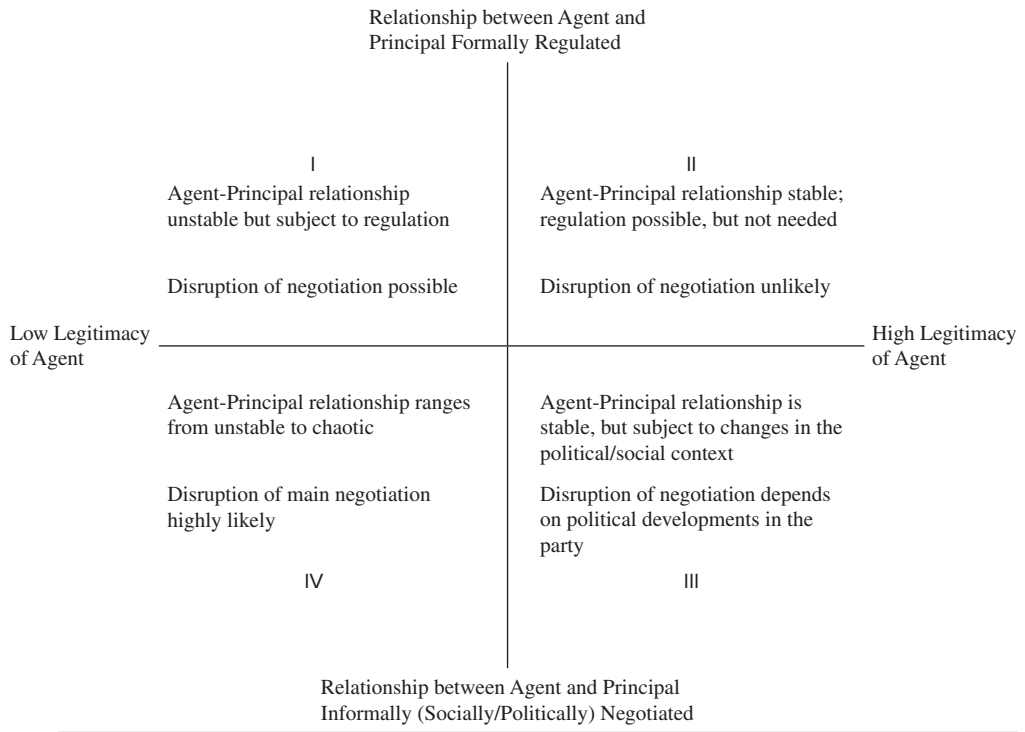 Relationship between Agent and
Principal Formally Regulated
I
Agent-Principal relationship
unstable but subject to regulation
Disruption of negotiation possible
II
Agent-Principal relationship stable;
regulation possible, but not needed
Disruption of negotiation unlikely
Low Legitimacy
of Agent
High Legitimacy
of Agent
Agent-Principal relationship ranges
from unstable to chaotic
Disruption of main negotiation
highly likely
IV
Agent-Principal relationship is
stable, but subject to changes in the
political/social context
Disruption of negotiation depends
on political developments in the
party
III
Relationship between Agent and Principal
Informally (Socially/Politically) Negotiated